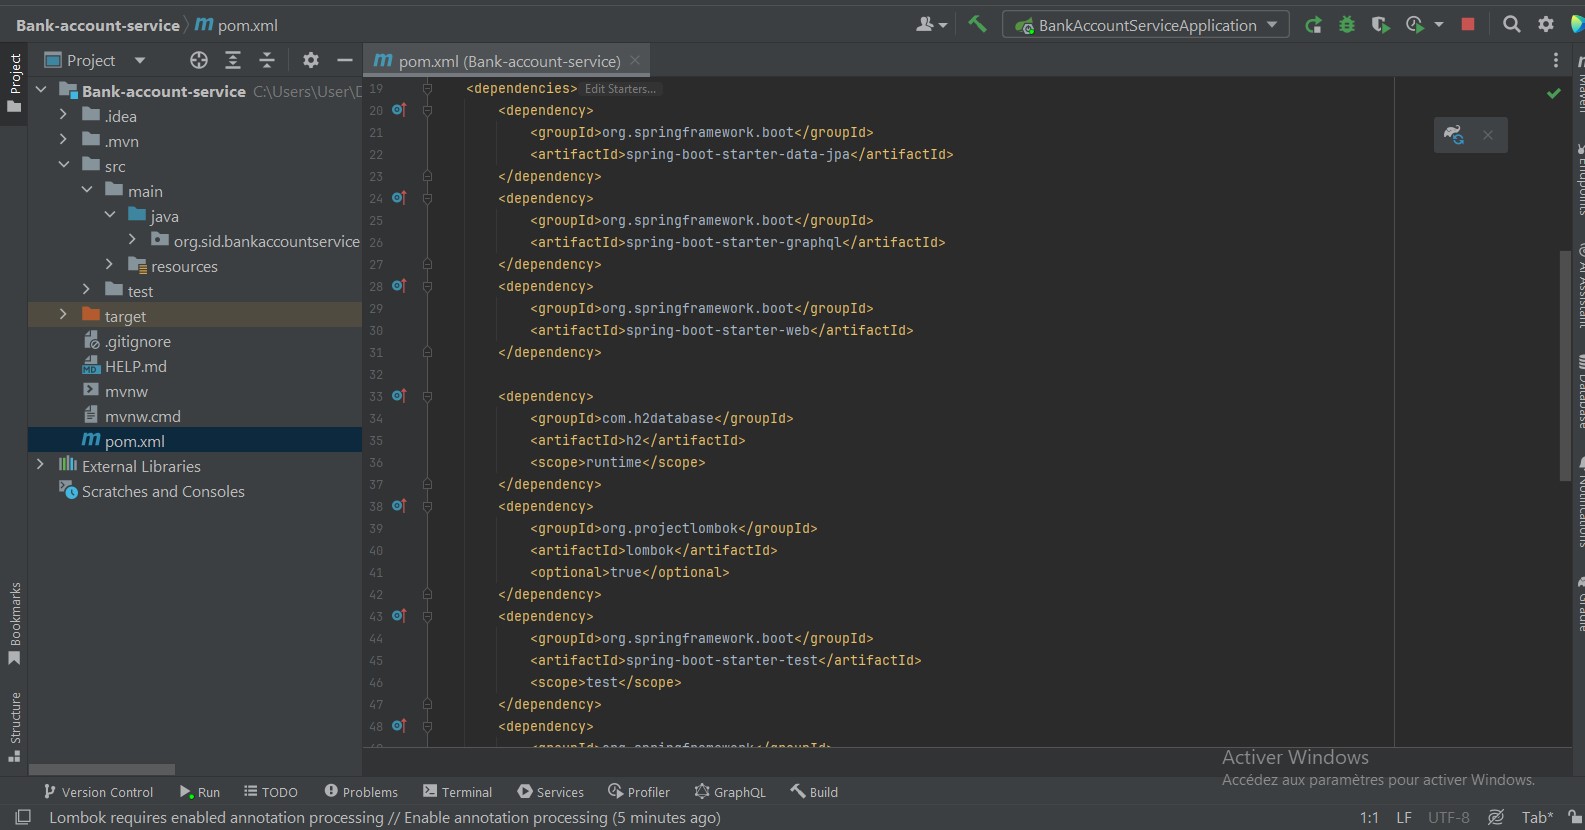 Bank-account-service pom.xml
BankAccountServiceApplication
Project
pom.xml (Bank-account-service)
Project
Bank-account-service C:\Users\User\
.idea
.mvn
src
main
java
org.sid.bankaccountservice
resources
test
target
.gitignore
HELP.md
mvnw
mvnw.cmd
pom.xml
External Libraries
Scratches and Consoles
Bookmarks
Structure
19 <dependencies> Edit Starters...
20 <dependency>
21 <groupId>org.springframework.boot</groupId>
22 <artifactId>spring-boot-starter-data-jpa</artifactId>
23 </dependency>
24 <dependency>
25 <groupId>org.springframework.boot</groupId>
26 <artifactId>spring-boot-starter-graphql</artifactId>
27 </dependency>
28 <dependency>
29 <groupId>org.springframework.boot</groupId>
30 <artifactId>spring-boot-starter-web</artifactId>
31 </dependency>
32
33 <dependency>
34 <groupId>com.h2database</groupId>
35 <artifactId>h2</artifactId>
36 <scope>runtime</scope>
37 </dependency>
38 <dependency>
39 <groupId>org.projectlombok</groupId>
40 <artifactId>lombok</artifactId>
41 <optional>true</optional>
42 </dependency>
43 <dependency>
44 <groupId>org.springframework.boot</groupId>
45 <artifactId>spring-boot-starter-test</artifactId>
46 <scope>test</scope>
47 </dependency>
48 <dependency>
<groupId>org.springframework</groupId>
Maven
Endpoints
AI Assistant
Database
Notifications
Gradle
Activer Windows
Accédez aux paramètres pour activer Windows.
Version Control Run TODO Problems Terminal Services Profiler GraphQL Build
Lombok requires enabled annotation processing // Enable annotation processing (5 minutes ago) 1:1 LF UTF-8 Tab*